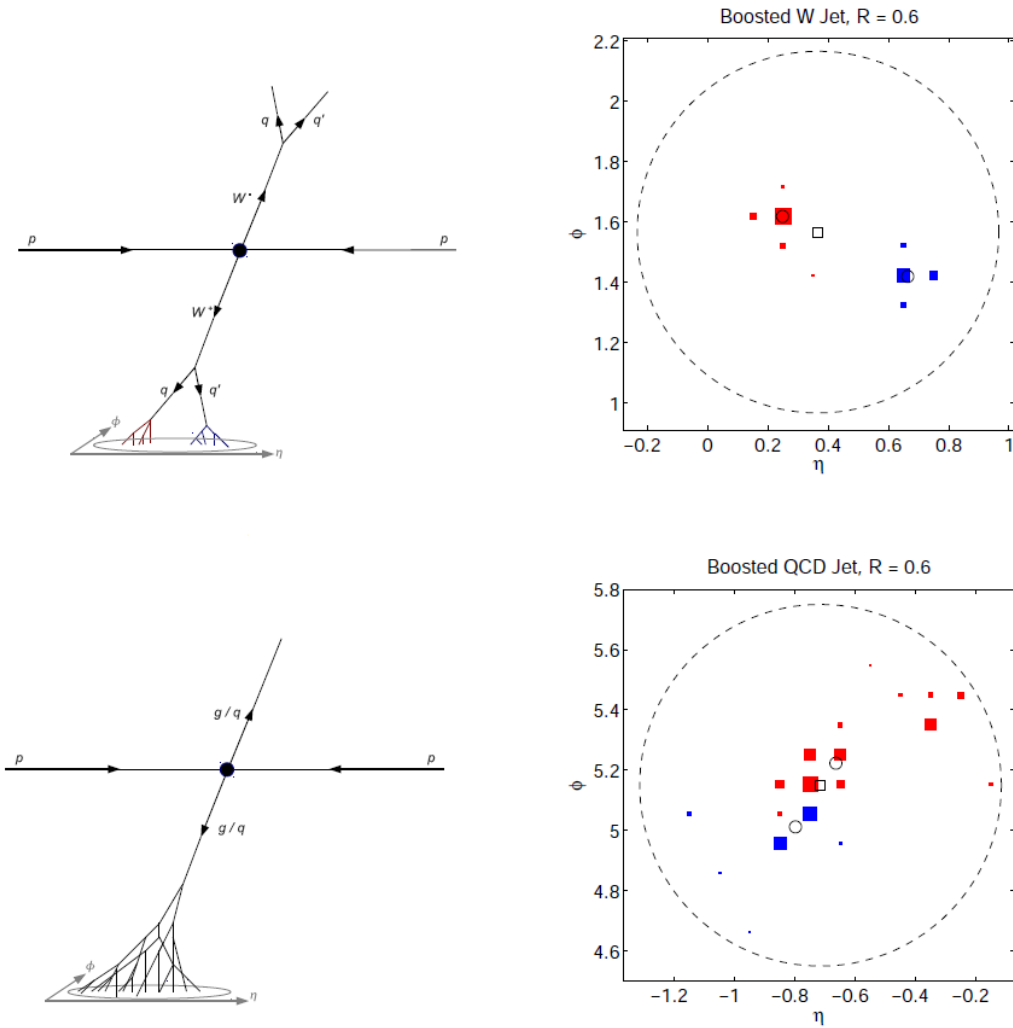 q
q'
W⁻
p
p
W⁺
q
q'
ϕ
η
Boosted W Jet, R = 0.6
2.2
2
1.8
1.6
1.4
1.2
1
ϕ
−0.2
0
0.2
0.4
0.6
0.8
1
η
g / q
p
p
g / q
ϕ
η
Boosted QCD Jet, R = 0.6
5.8
5.6
5.4
5.2
5
4.8
4.6
ϕ
−1.2
−1
−0.8
−0.6
−0.4
−0.2
η